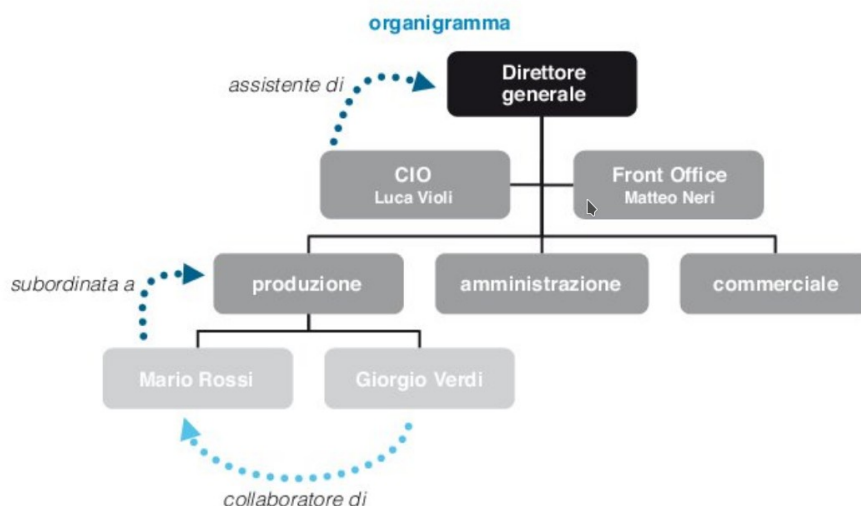 organigramma
Direttore
generale
assistente di
CIO
Luca Violi
Front Office
Matteo Neri
subordinata a
produzione
amministrazione
commerciale
Mario Rossi
Giorgio Verdi
collaboratore di